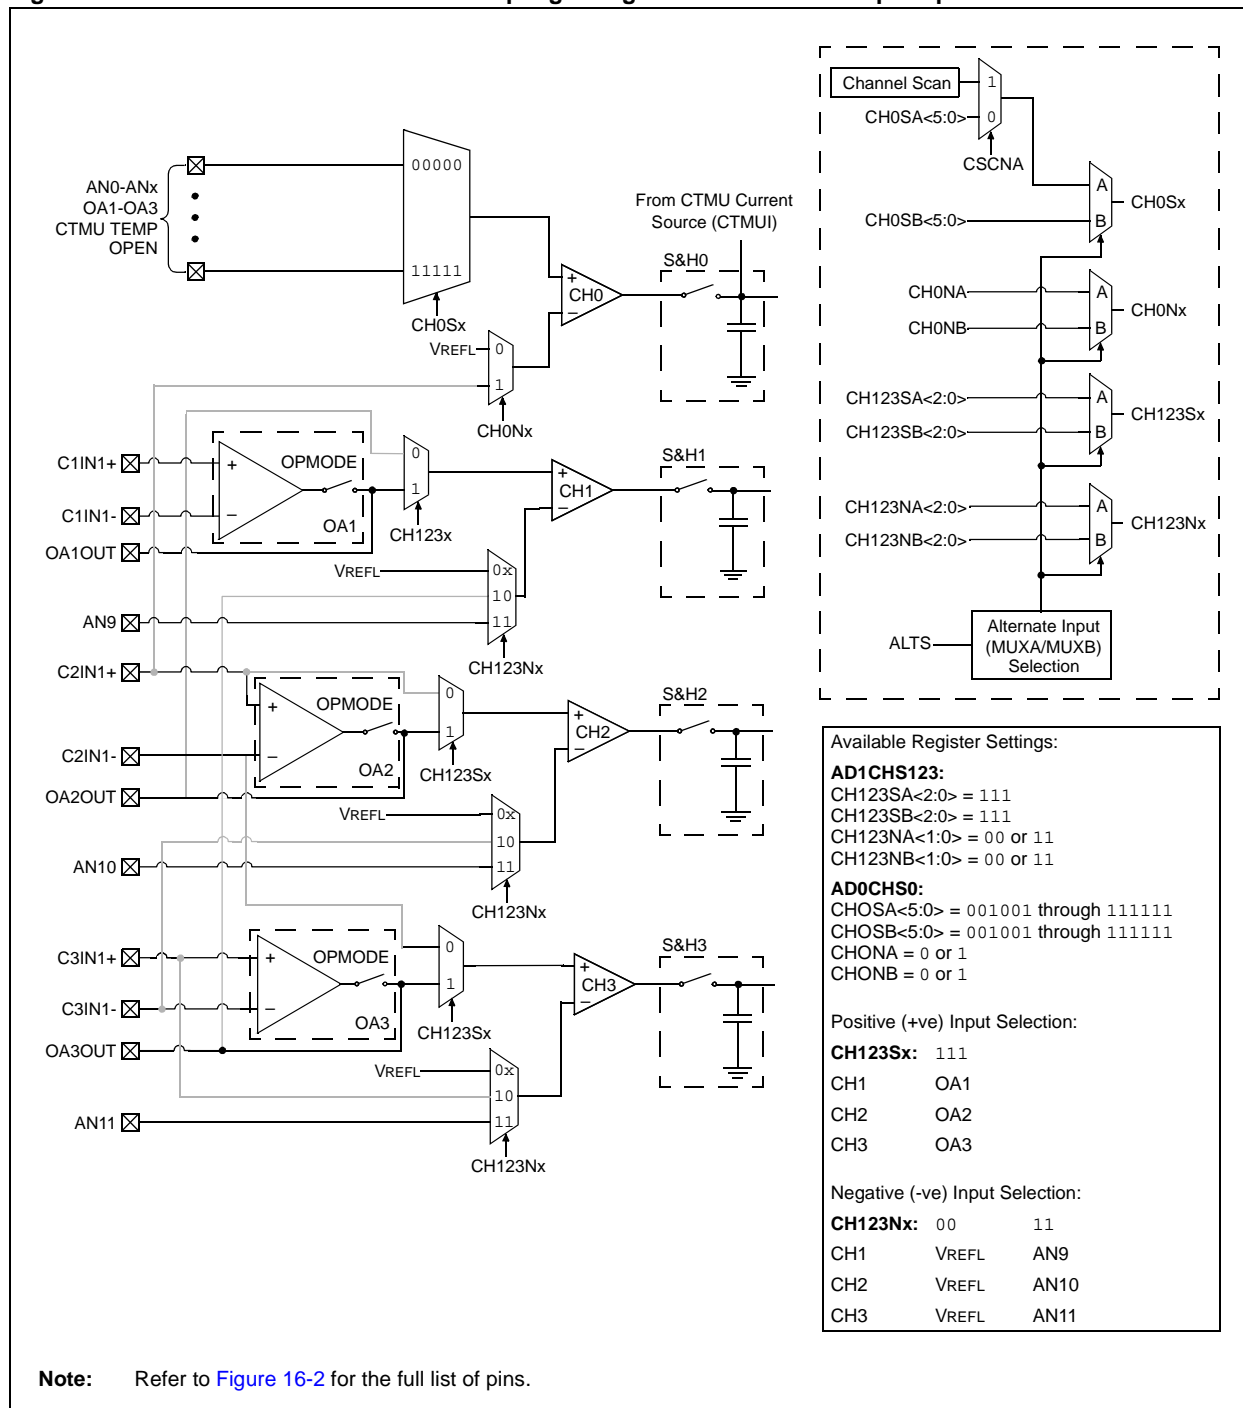 AN0-ANx
OA1-OA3
CTMU TEMP
OPEN
00000
11111
CH0Sx
VREFL
0
1
CH0Nx
+
CH0
–
From CTMU Current
Source (CTMUI)
S&H0
C1IN1+
C1IN1-
OA1OUT
+
–
OPMODE
OA1
0
1
CH123x
+
CH1
–
S&H1
VREFL
0x
10
11
AN9
CH123Nx
C2IN1+
C2IN1-
OA2OUT
+
–
OPMODE
OA2
0
1
CH123Sx
+
CH2
–
S&H2
VREFL
0x
10
11
AN10
CH123Nx
C3IN1+
C3IN1-
OA3OUT
+
–
OPMODE
OA3
0
1
CH123Sx
+
CH3
–
S&H3
VREFL
0x
10
11
AN11
CH123Nx
Channel Scan
1
CH0SA<5:0>
0
CSCNA
A
CH0Sx
CH0SB<5:0>
B
CH0NA
A
CH0Nx
CH0NB
B
CH123SA<2:0>
A
CH123Sx
CH123SB<2:0>
B
CH123NA<2:0>
A
CH123Nx
CH123NB<2:0>
B
ALTS
Alternate Input
(MUXA/MUXB)
Selection
Available Register Settings:
AD1CHS123:
CH123SA<2:0> = 111
CH123SB<2:0> = 111
CH123NA<1:0> = 00 or 11
CH123NB<1:0> = 00 or 11
AD0CHS0:
CHOSA<5:0> = 001001 through 111111
CHOSB<5:0> = 001001 through 111111
CHONA = 0 or 1
CHONB = 0 or 1
Positive (+ve) Input Selection:
CH123Sx: 111
CH1 OA1
CH2 OA2
CH3 OA3
Negative (-ve) Input Selection:
CH123Nx: 00 11
CH1 VREFL AN9
CH2 VREFL AN10
CH3 VREFL AN11
Note: Refer to Figure 16-2 for the full list of pins.